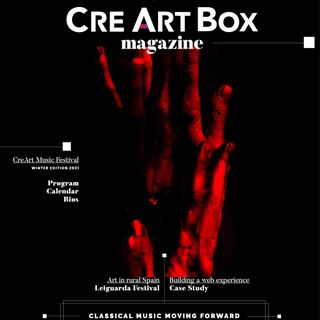 CRE ART BOX
magazine
CreArt Music Festival
WINTER EDITION 2021
Program
Calendar
Bios
Art in rural Spain
Leiguarda Festival
Building a web experience
Case Study
CLASSICAL MUSIC MOVING FORWARD